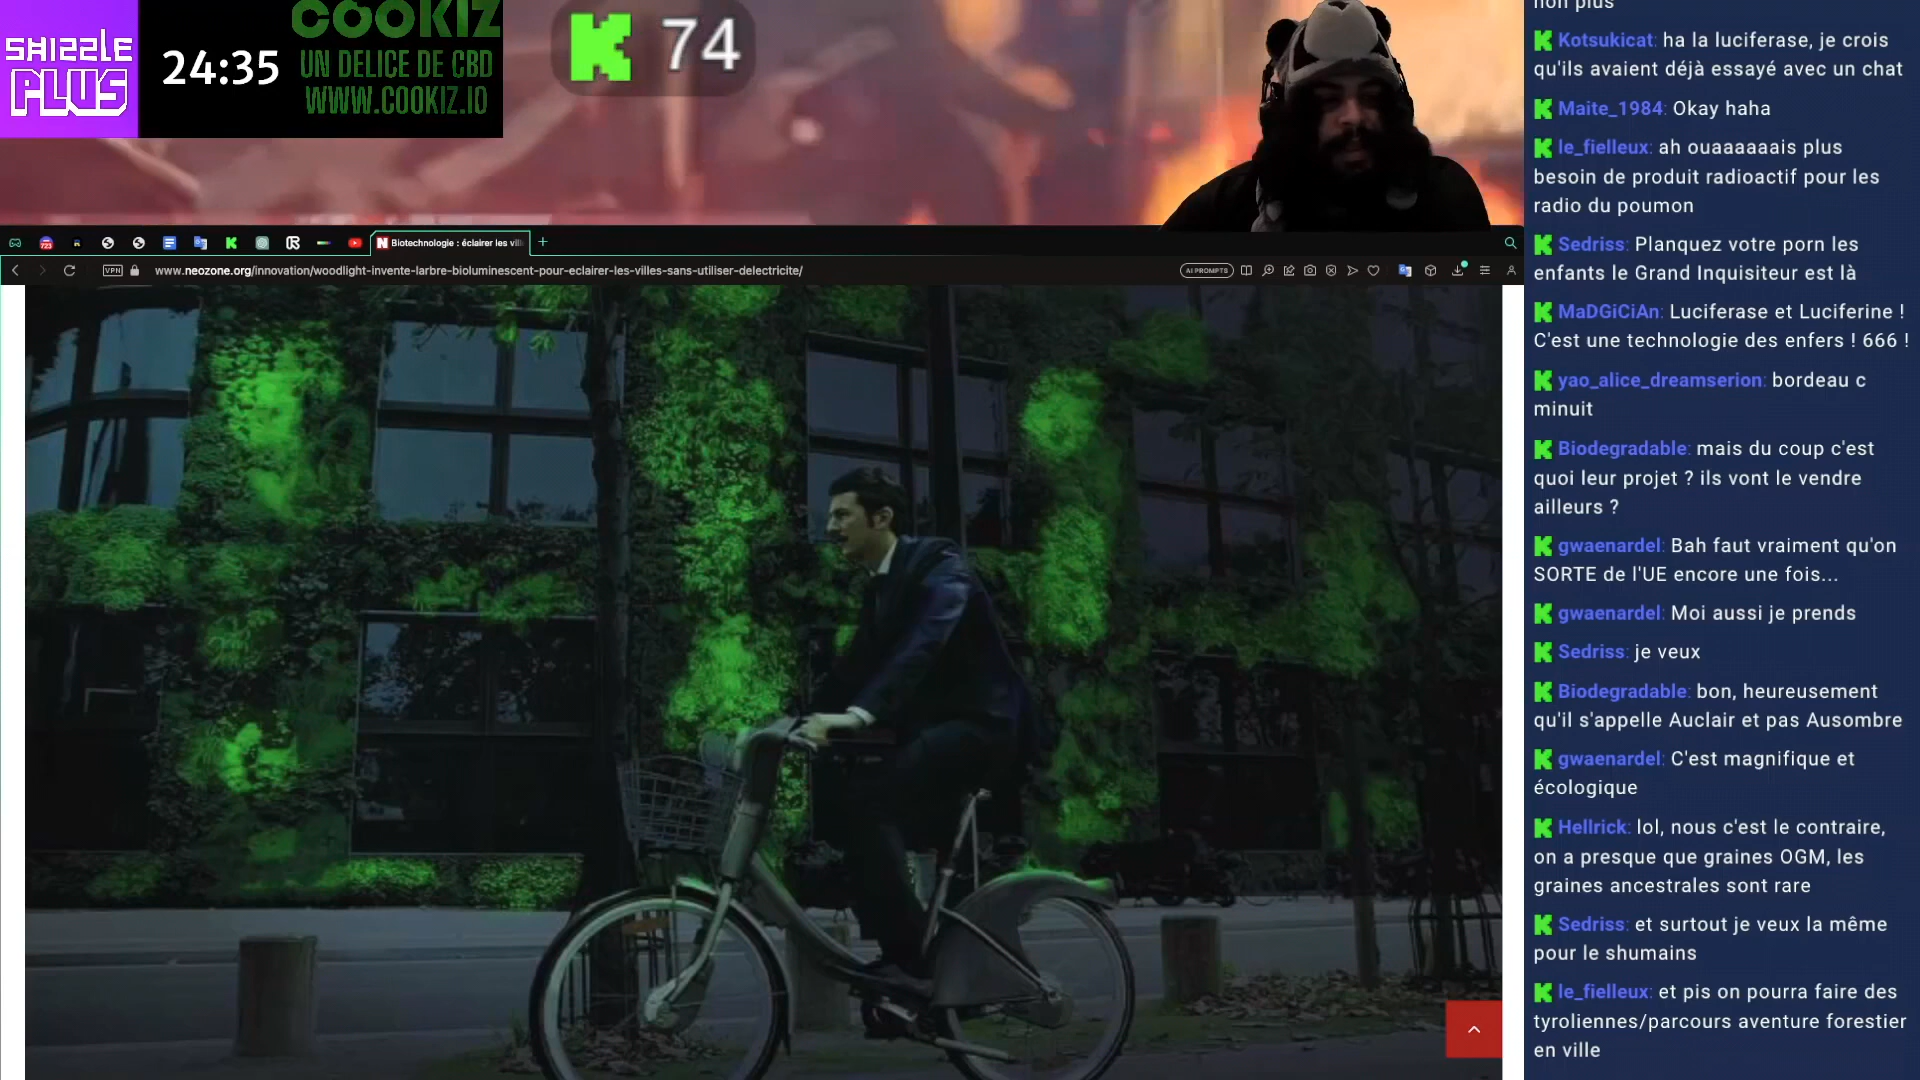 SHIZZLE
PLUS
24:35
COOKIZ
UN DELICE DE CBD
WWW.COOKIZ.IO
K 74
723
N Biotechnologie : éclairer les vil
VPN
www.neozone.org/innovation/woodlight-invente-larbre-bioluminescent-pour-eclairer-les-villes-sans-utiliser-delectricite/
AI PROMPTS
non plus
Kotsukicat: ha la luciferase, je crois
qu'ils avaient déjà essayé avec un chat
Maite_1984: Okay haha
le_fielleux: ah ouaaaaaais plus
besoin de produit radioactif pour les
radio du poumon
Sedriss: Planquez votre porn les
enfants le Grand Inquisiteur est là
MaDGiCiAn: Luciferase et Luciferine !
C'est une technologie des enfers ! 666 !
yao_alice_dreamserion: bordeau c
minuit
Biodegradable: mais du coup c'est
quoi leur projet ? ils vont le vendre
ailleurs ?
gwaenardel: Bah faut vraiment qu'on
SORTE de l'UE encore une fois...
gwaenardel: Moi aussi je prends
Sedriss: je veux
Biodegradable: bon, heureusement
qu'il s'appelle Auclair et pas Ausombre
gwaenardel: C'est magnifique et
écologique
Hellrick: lol, nous c'est le contraire,
on a presque que graines OGM, les
graines ancestrales sont rare
Sedriss: et surtout je veux la même
pour le shumains
le_fielleux: et pis on pourra faire des
tyroliennes/parcours aventure forestier
en ville